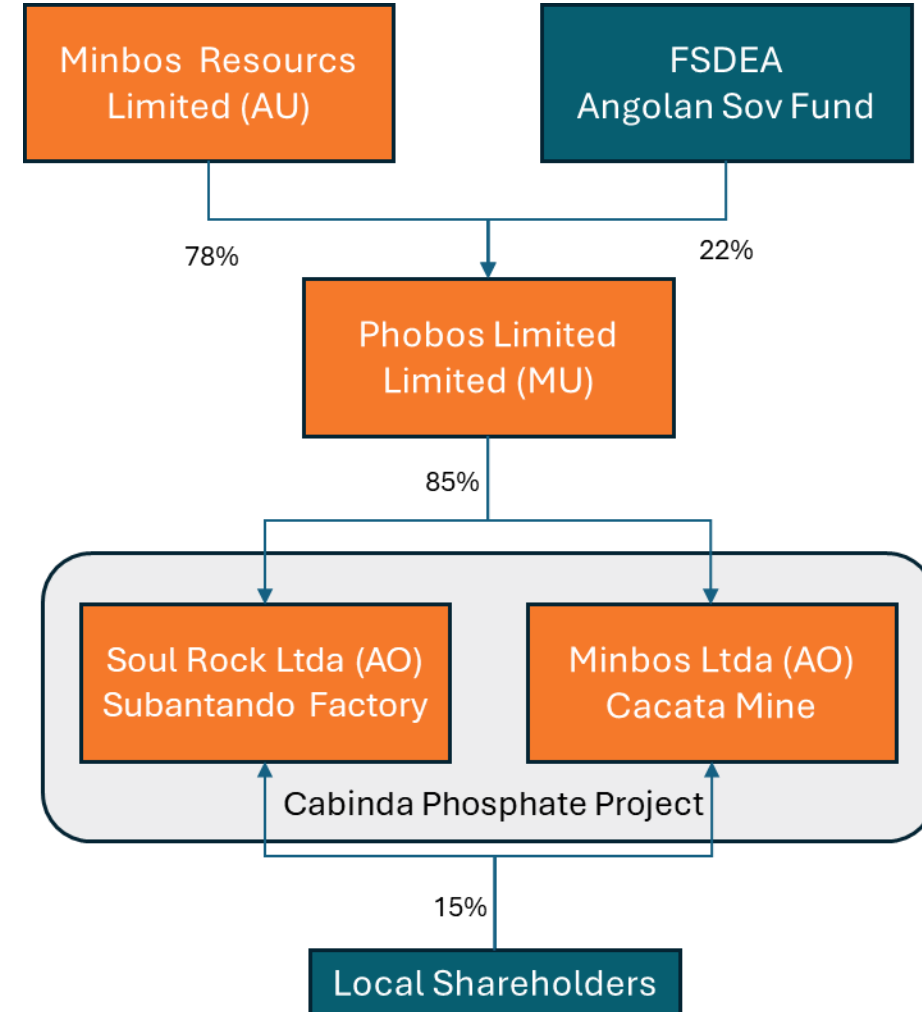 Minbos Resourcs
Limited (AU)
FSDEA
Angolan Sov Fund
78%
22%
Phobos Limited
Limited (MU)
85%
Soul Rock Ltda (AO)
Subantando Factory
Minbos Ltda (AO)
Cacata Mine
Cabinda Phosphate Project
15%
Local Shareholders